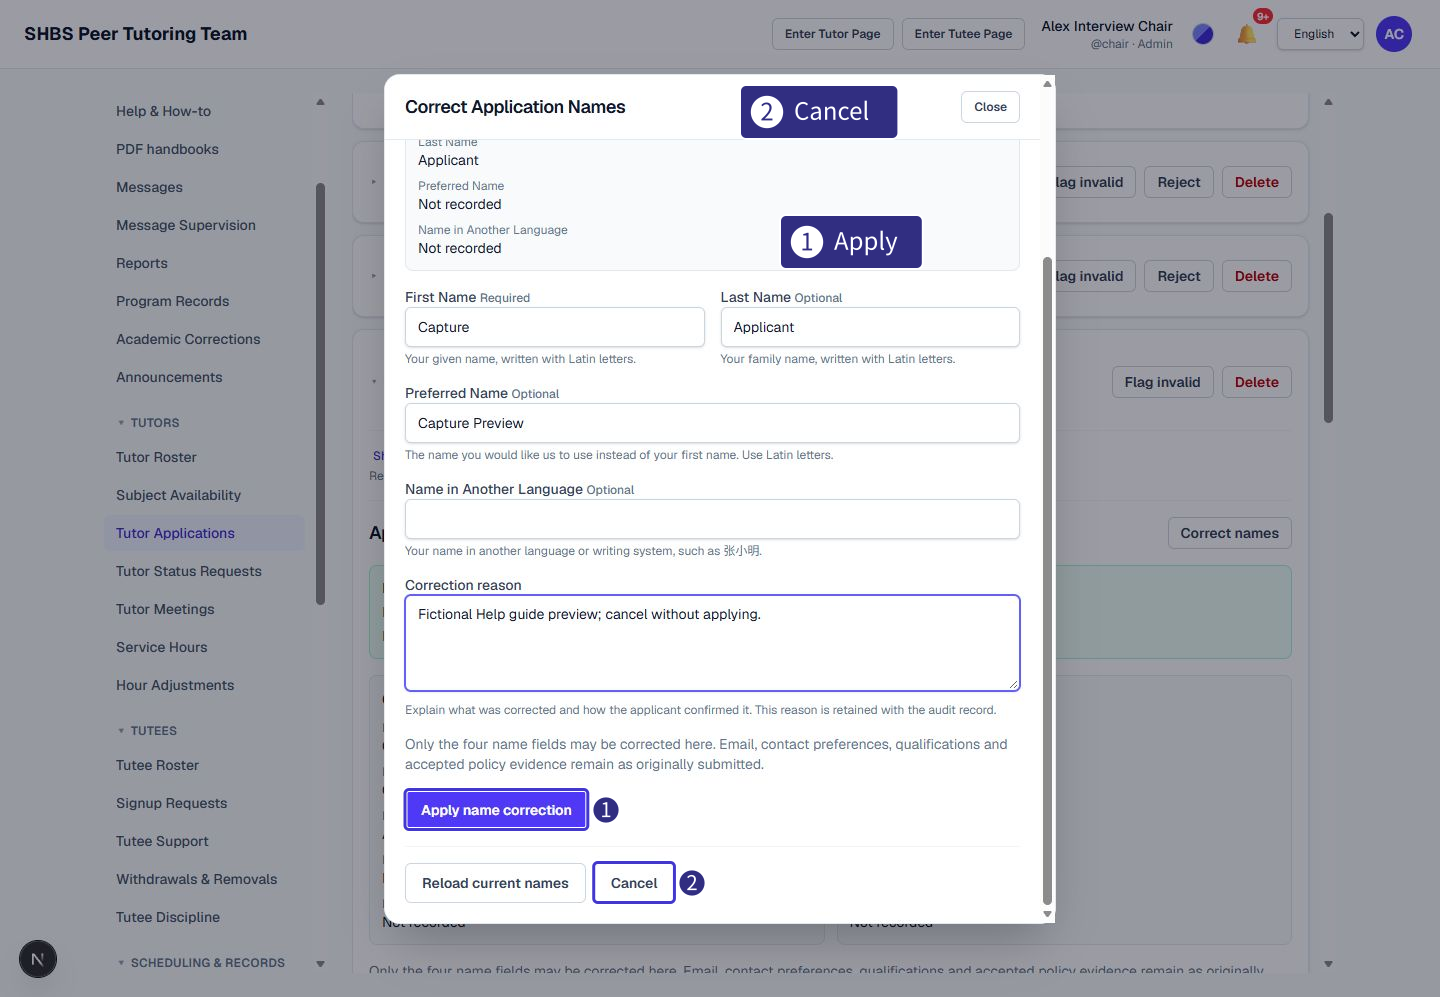 SHBS Peer Tutoring Team
Enter Tutor Page
Enter Tutee Page
Alex Interview Chair
@chair · Admin
9+
English
AC
Help & How-to
PDF handbooks
Messages
Message Supervision
Reports
Program Records
Academic Corrections
Announcements
TUTORS
Tutor Roster
Subject Availability
Tutor Applications
Tutor Status Requests
Tutor Meetings
Service Hours
Hour Adjustments
TUTEES
Tutee Roster
Signup Requests
Tutee Support
Withdrawals & Removals
Tutee Discipline
SCHEDULING & RECORDS
N
Correct Application Names
2 Cancel
Close
Last Name
Applicant
Preferred Name
Not recorded
Name in Another Language
Not recorded
1 Apply
First Name Required
Last Name Optional
Capture
Applicant
Your given name, written with Latin letters.
Your family name, written with Latin letters.
Preferred Name Optional
Capture Preview
The name you would like us to use instead of your first name. Use Latin letters.
Name in Another Language Optional
Your name in another language or writing system, such as 张小明.
Correction reason
Fictional Help guide preview; cancel without applying.
Explain what was corrected and how the applicant confirmed it. This reason is retained with the audit record.
Only the four name fields may be corrected here. Email, contact preferences, qualifications and
accepted policy evidence remain as originally submitted.
Apply name correction 1
Reload current names
Cancel 2
lag invalid
Reject
Delete
lag invalid
Reject
Delete
Flag invalid
Delete
Correct names
Not recorded
Not recorded
Only the four name fields may be corrected here. Email, contact preferences, qualifications and accepted policy evidence remain as originally